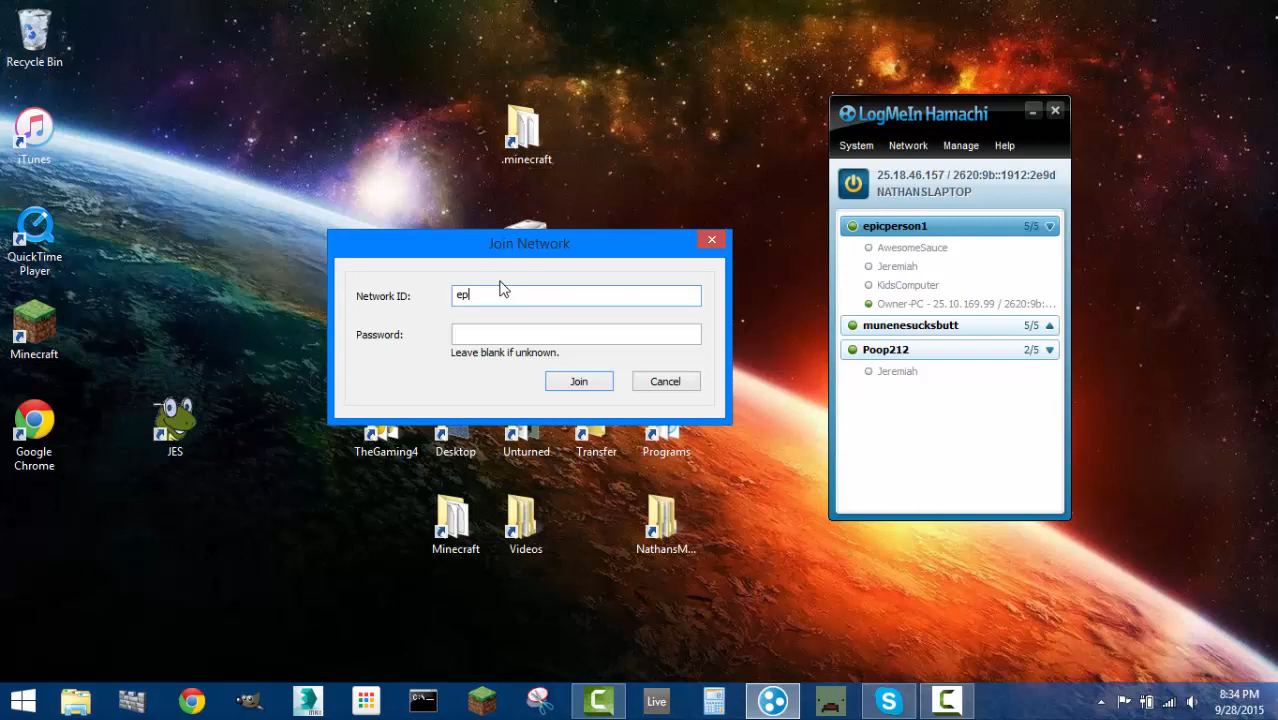 Recycle Bin
iTunes
QuickTime
Player
Minecraft
Google
Chrome
JES
.minecraft
Join Network
Network ID:
ep
Password:
Leave blank if unknown.
Join
Cancel
TheGaming4
Desktop
Unturned
Transfer
Programs
Minecraft
Videos
NathansM...
LogMeIn Hamachi
System
Network
Manage
Help
25.18.46.157 / 2620:9b::1912:2e9d
NATHANSLAPTOP
epicperson1 5/5
AwesomeSauce
Jeremiah
KidsComputer
Owner-PC - 25.10.169.99 / 2620:9b:...
munenesucksbutt 5/5
Poop212 2/5
Jeremiah
C:\
Live
8:34 PM
9/28/2015